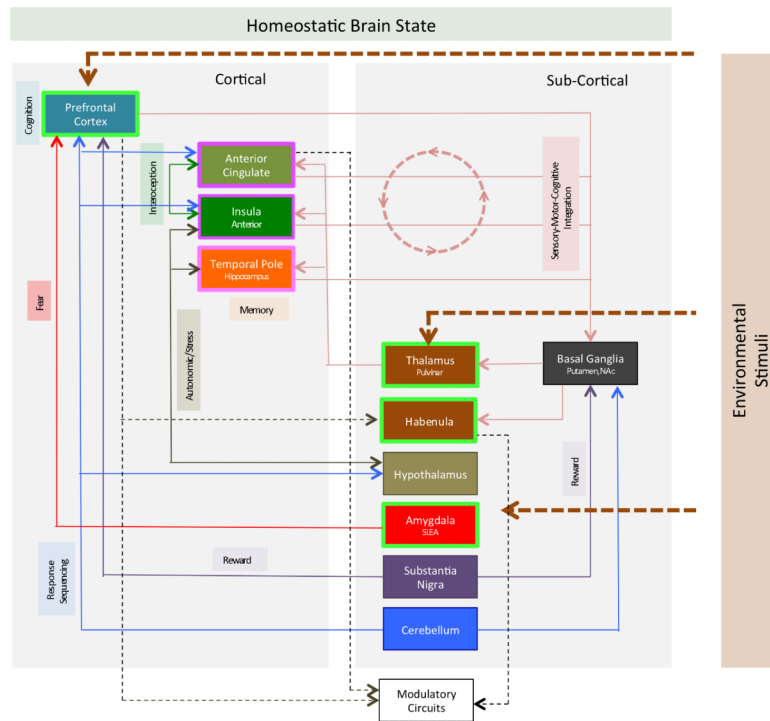 Homeostatic Brain State
Cortical
Sub-Cortical
Cognition
Prefrontal
Cortex
Interoception
Anterior
Cingulate
Insula
Anterior
Temporal Pole
Hippocampus
Memory
Sensory-Motor-Cognitive
Integration
Fear
Autonomic/Stress
Thalamus
Pulvinar
Basal Ganglia
Putamen,NAc
Habenula
Hypothalamus
Reward
Amygdala
SLEA
Response
Sequencing
Reward
Substantia
Nigra
Cerebellum
Modulatory
Circuits
Environmental
Stimuli